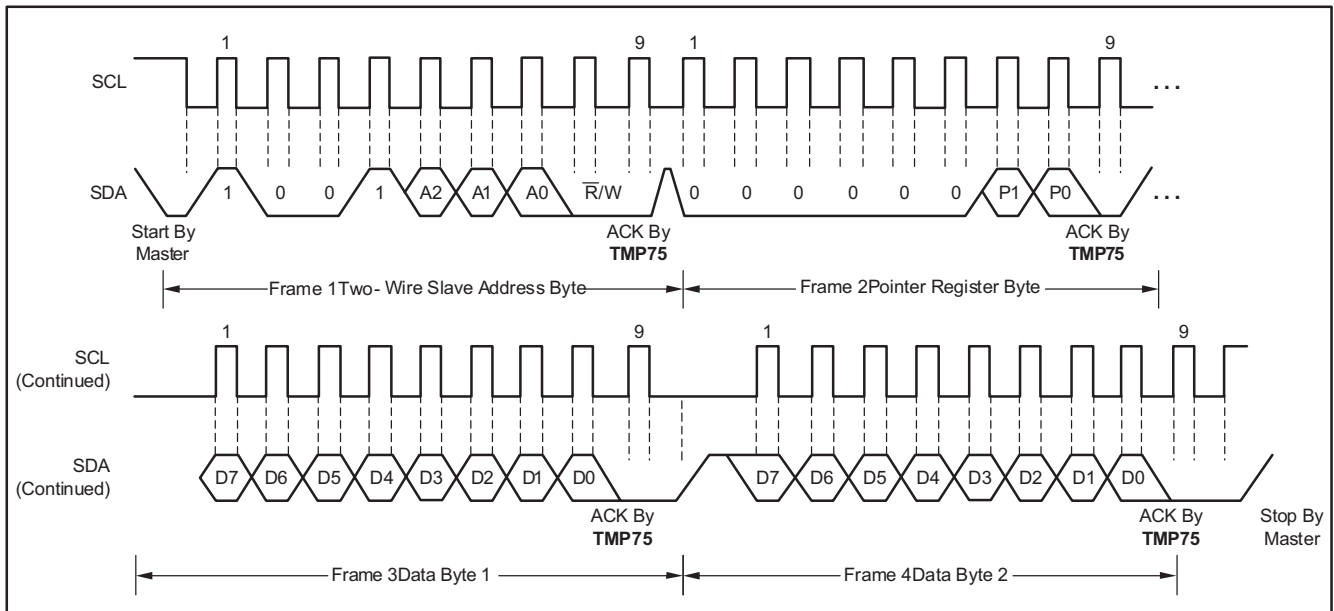 1 9 1 9
SCL ...
SDA 1 0 0 1 A2 A1 A0 R̅/W 0 0 0 0 0 0 P1 P0 ...
Start By Master
ACK By TMP75
ACK By TMP75
Frame 1Two- Wire Slave Address Byte
Frame 2Pointer Register Byte
1 9 1 9
SCL
(Continued)
SDA
(Continued)
D7 D6 D5 D4 D3 D2 D1 D0 D7 D6 D5 D4 D3 D2 D1 D0
ACK By TMP75
ACK By TMP75
Stop By Master
Frame 3Data Byte 1
Frame 4Data Byte 2